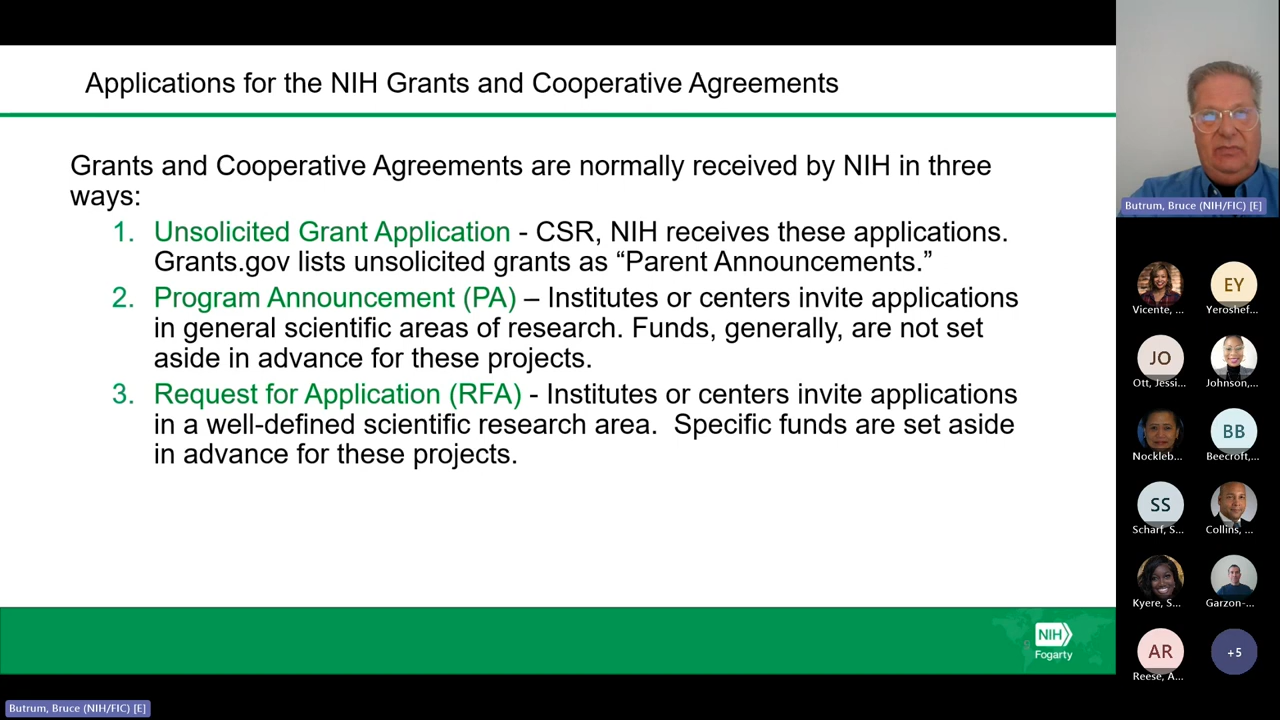 Applications for the NIH Grants and Cooperative Agreements
Grants and Cooperative Agreements are normally received by NIH in three
ways:
1. Unsolicited Grant Application - CSR, NIH receives these applications.
Grants.gov lists unsolicited grants as “Parent Announcements.”
2. Program Announcement (PA) – Institutes or centers invite applications
in general scientific areas of research. Funds, generally, are not set
aside in advance for these projects.
3. Request for Application (RFA) - Institutes or centers invite applications
in a well-defined scientific research area. Specific funds are set aside
in advance for these projects.
9
NIH
Fogarty
Butrum, Bruce (NIH/FIC) [E]
Butrum, Bruce (NIH/FIC) [E]
Vicente, ...
EY
Yeroshef...
JO
Ott, Jessi...
Johnson,...
Nockleb...
BB
Beecroft,...
SS
Scharf, S...
Collins, ...
Kyere, S...
Garzon-...
AR
Reese, A...
+5